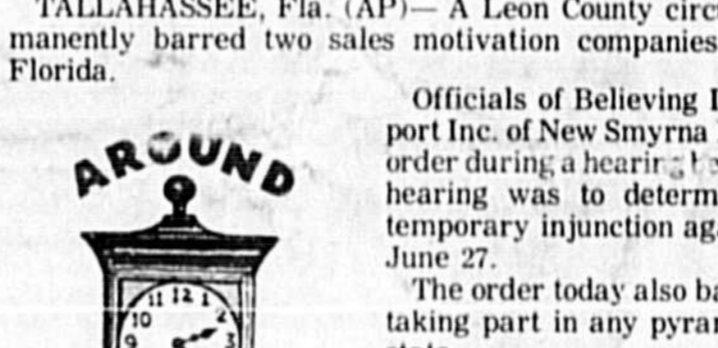 TALLAHASSEE, Fla. (AP)— A Leon County circ
manently barred two sales motivation companies
Florida.
AROUND
11 12 1
10 2
9 3
Officials of Believing
port Inc. of New Smyrna
order during a hearing
hearing was to determ
temporary injunction aga
June 27.
The order today also ba
taking part in any pyra